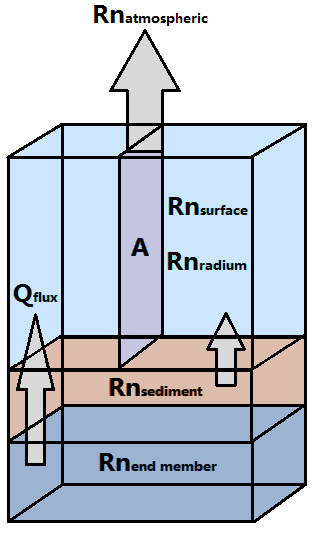 Rnatmospheric
Rnsurface
A
Rnradium
Qflux
Rnsediment
Rnend member